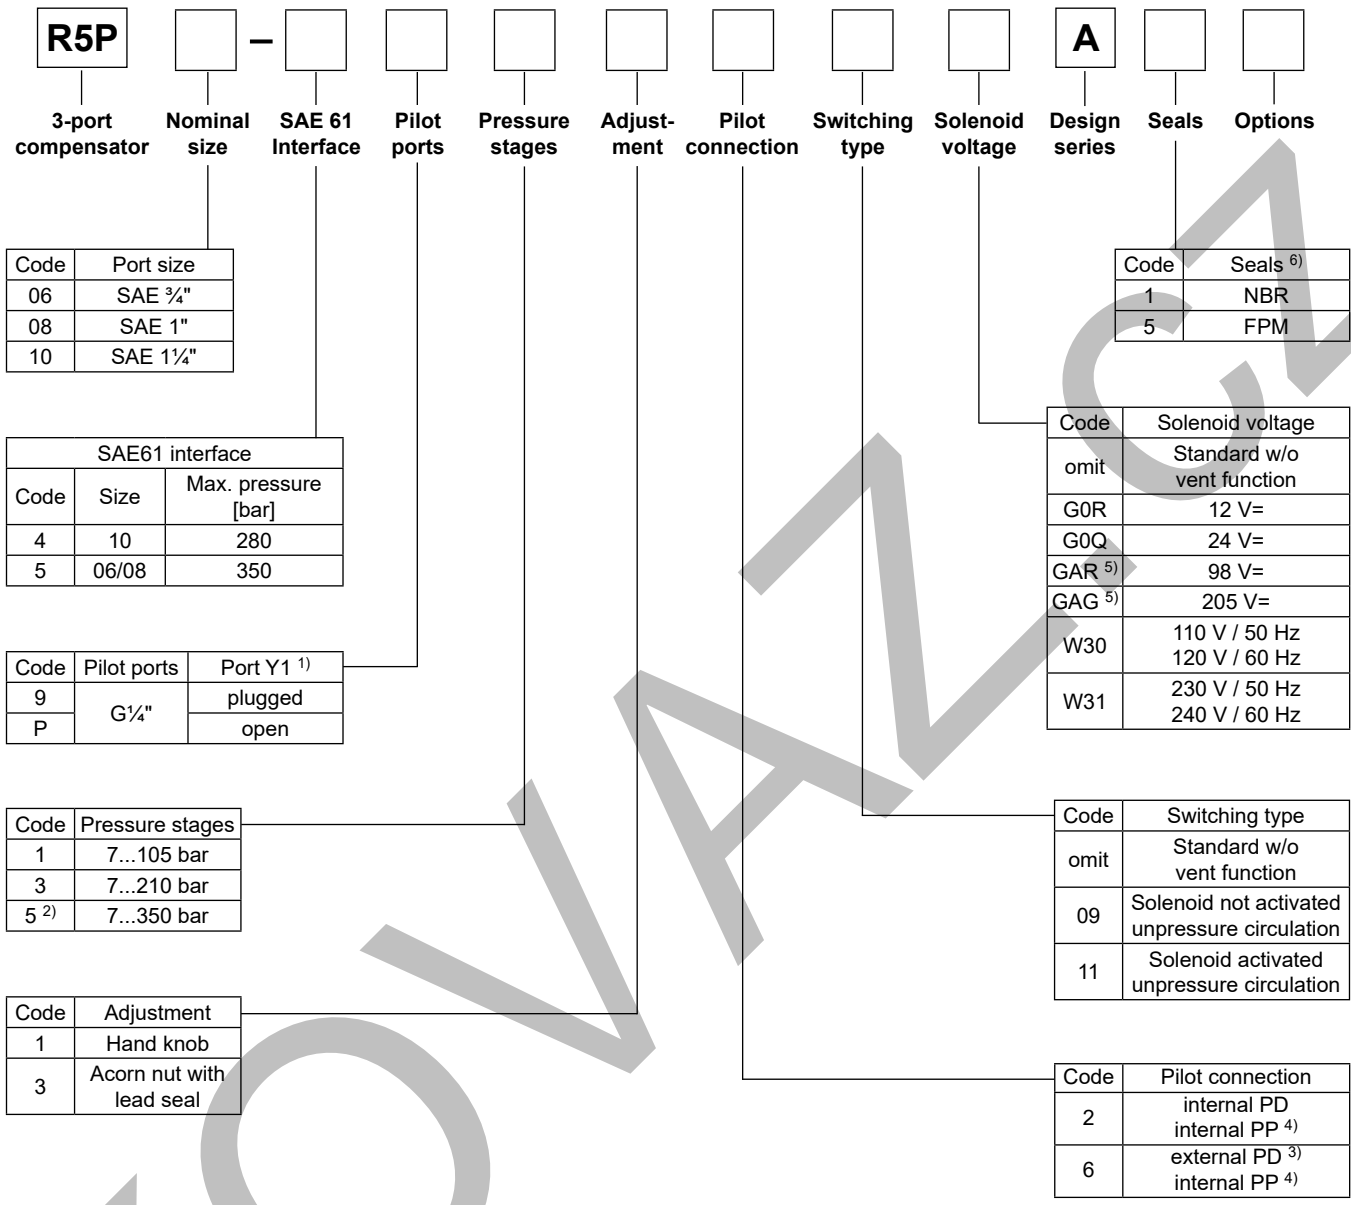 R5P – A
3-port compensator
Nominal size
SAE 61 Interface
Pilot ports
Pressure stages
Adjust-ment
Pilot connection
Switching type
Solenoid voltage
Design series
Seals
Options
Code Port size
06 SAE ¾"
08 SAE 1"
10 SAE 1¼"
SAE61 interface
Code Size Max. pressure [bar]
4 10 280
5 06/08 350
Code Pilot ports Port Y1 1)
9 G¼" plugged
P open
Code Pressure stages
1 7...105 bar
3 7...210 bar
5 2) 7...350 bar
Code Adjustment
1 Hand knob
3 Acorn nut with
lead seal
Code Seals 6)
1 NBR
5 FPM
Code Solenoid voltage
omit Standard w/o
vent function
G0R 12 V=
G0Q 24 V=
GAR 5) 98 V=
GAG 5) 205 V=
W30 110 V / 50 Hz
120 V / 60 Hz
W31 230 V / 50 Hz
240 V / 60 Hz
Code Switching type
omit Standard w/o
vent function
09 Solenoid not activated
unpressure circulation
11 Solenoid activated
unpressure circulation
Code Pilot connection
2 internal PD
internal PP 4)
6 external PD 3)
internal PP 4)
OVAZ.CZ